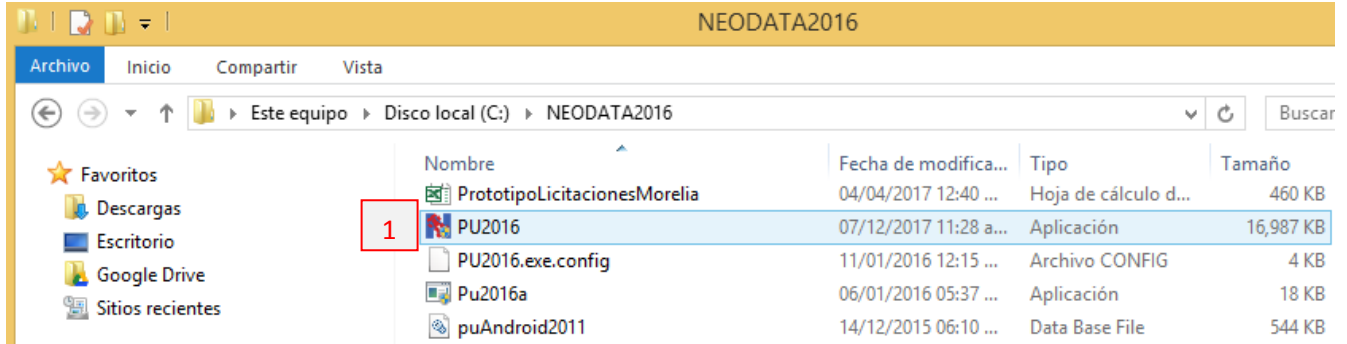 NEODATA2016
Archivo Inicio Compartir Vista
Este equipo Disco local (C:) NEODATA2016 Buscar
Favoritos
Descargas
Escritorio
Google Drive
Sitios recientes
Nombre Fecha de modifica... Tipo Tamaño
PrototipoLicitacionesMorelia 04/04/2017 12:40 ... Hoja de cálculo d... 460 KB
1 PU2016 07/12/2017 11:28 a... Aplicación 16,987 KB
PU2016.exe.config 11/01/2016 12:15 ... Archivo CONFIG 4 KB
Pu2016a 06/01/2016 05:37 ... Aplicación 18 KB
puAndroid2011 14/12/2015 06:10 ... Data Base File 544 KB